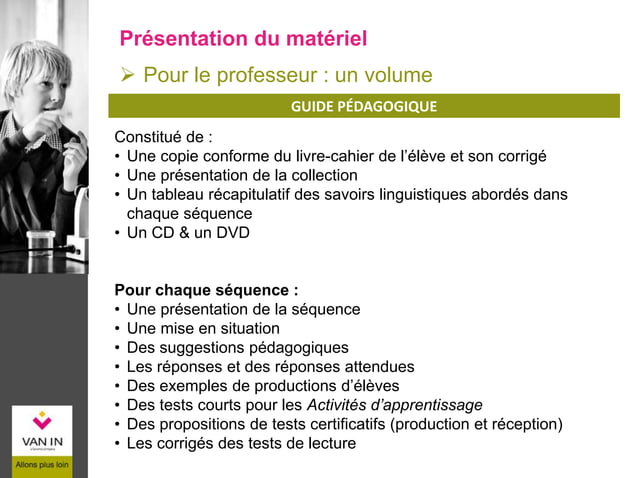 Présentation du matériel
➢ Pour le professeur : un volume
GUIDE PÉDAGOGIQUE
Constitué de :
• Une copie conforme du livre-cahier de l’élève et son corrigé
• Une présentation de la collection
• Un tableau récapitulatif des savoirs linguistiques abordés dans
chaque séquence
• Un CD & un DVD
Pour chaque séquence :
• Une présentation de la séquence
• Une mise en situation
• Des suggestions pédagogiques
• Les réponses et des réponses attendues
• Des exemples de productions d’élèves
• Des tests courts pour les Activités d’apprentissage
• Des propositions de tests certificatifs (production et réception)
• Les corrigés des tests de lecture
VAN IN
Allons plus loin